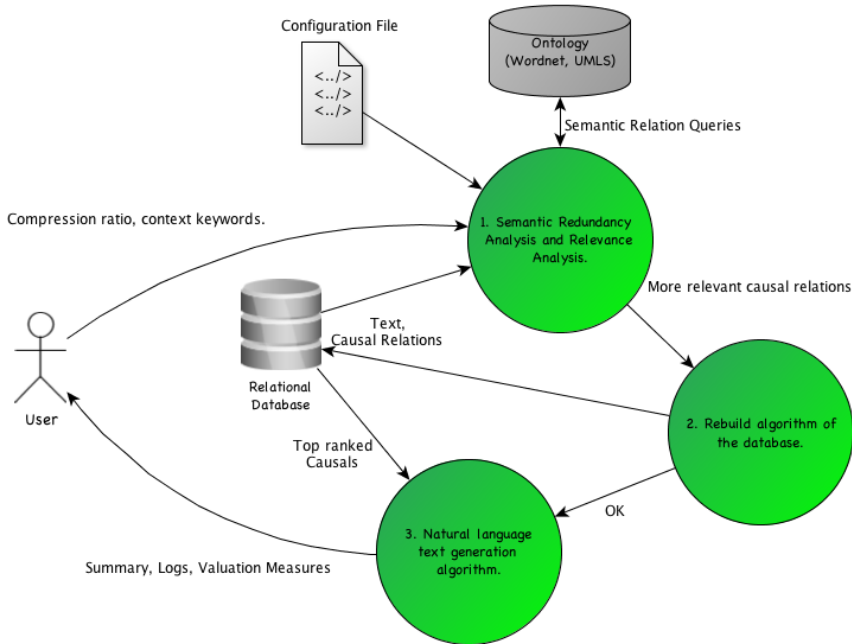 Configuration File
<../>
<../>
<../>
Ontology
(Wordnet, UMLS)
Semantic Relation Queries
Compression ratio, context keywords.
1. Semantic Redundancy
Analysis and Relevance
Analysis.
More relevant causal relations
Text,
Causal Relations
Relational
Database
User
2. Rebuild algorithm of
the database.
Top ranked
Causals
OK
3. Natural language
text generation
algorithm.
Summary, Logs, Valuation Measures